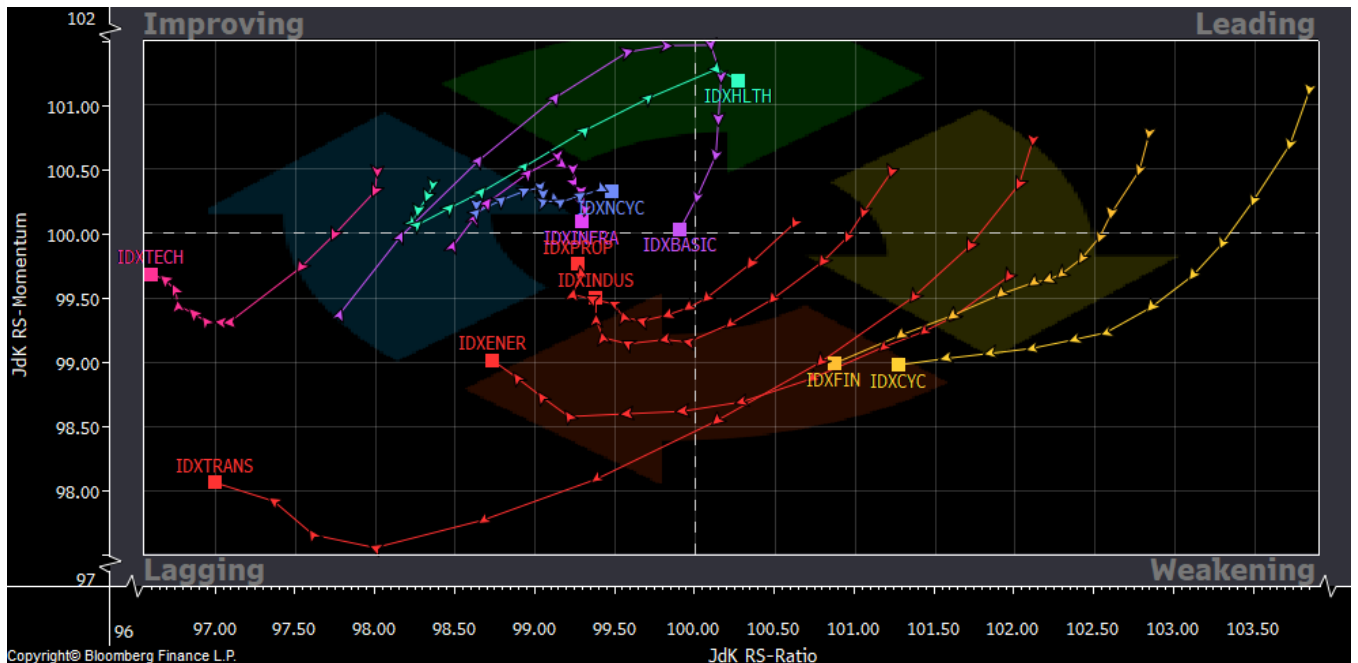 102
Improving
Leading
101.00
IDXHLTH
100.50
IDXNCYC
100.00
IDXINFRA
IDXBASIC
IDXPROP
IDXTECH
IDXINDUS
99.50
JdK RS-Momentum
99.00
IDXENER
IDXFIN
IDXCYC
98.50
IDXTRANS
98.00
97
Lagging
Weakening
96
97.00 97.50 98.00 98.50 99.00 99.50 100.00 100.50 101.00 101.50 102.00 102.50 103.00 103.50
Copyright© Bloomberg Finance L.P.
JdK RS-Ratio